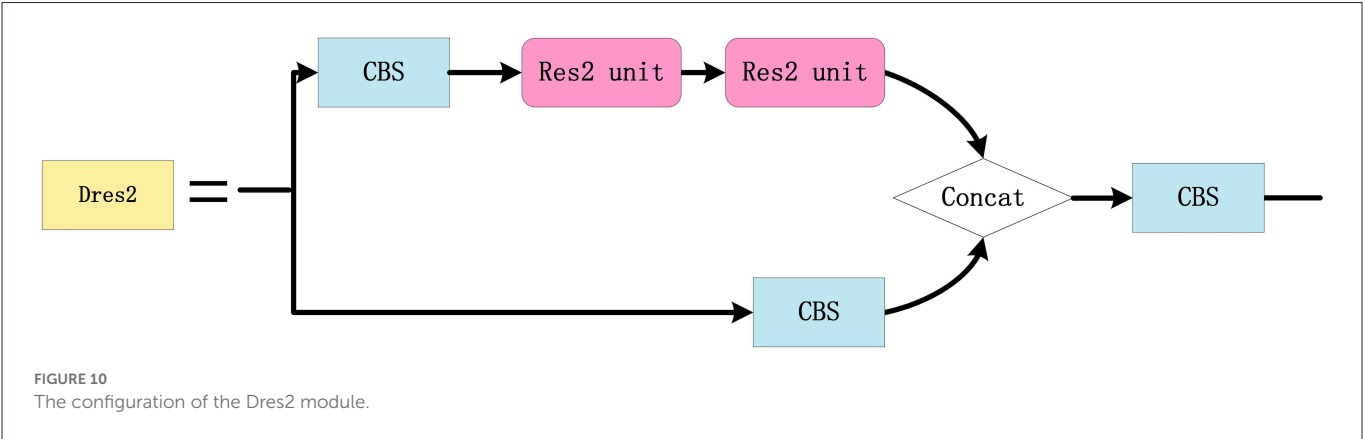 CBS
Res2 unit
Res2 unit
Dres2
=
Concat
CBS
CBS
FIGURE 10
The configuration of the Dres2 module.